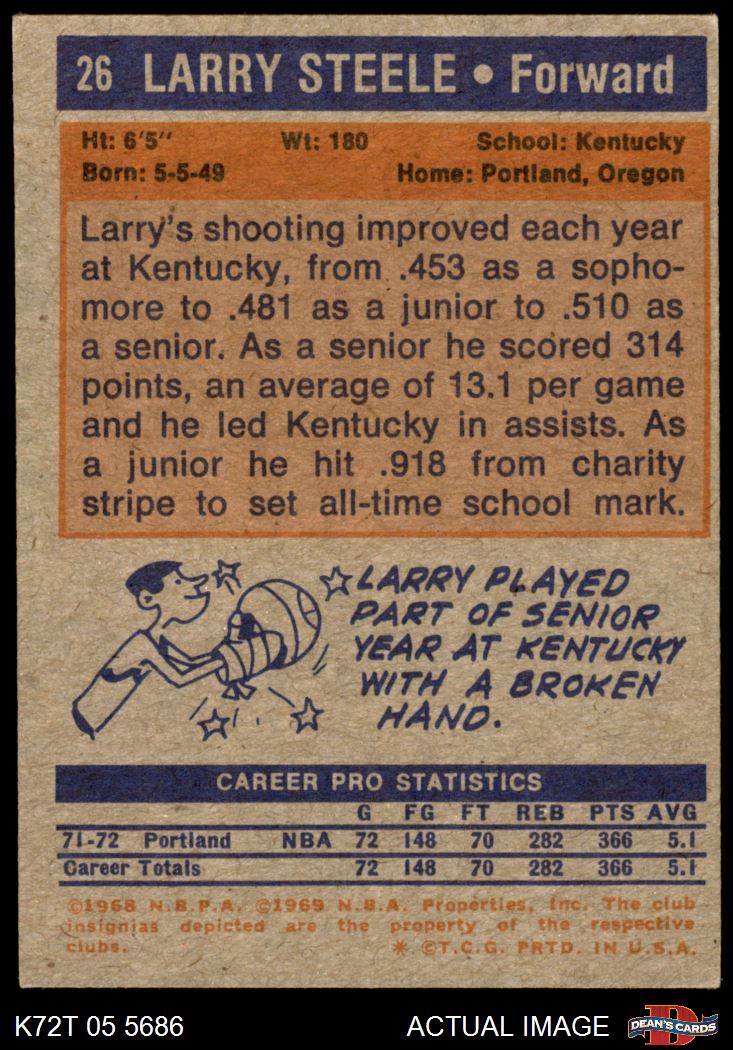 26 LARRY STEELE • Forward
Ht: 6'5" Wt: 180 School: Kentucky
Born: 5-5-49 Home: Portland, Oregon
Larry's shooting improved each year
at Kentucky, from .453 as a sopho-
more to .481 as a junior to .510 as
a senior. As a senior he scored 314
points, an average of 13.1 per game
and he led Kentucky in assists. As
a junior he hit .918 from charity
stripe to set all-time school mark.
LARRY PLAYED
PART OF SENIOR
YEAR AT KENTUCKY
WITH A BROKEN
HAND.
CAREER PRO STATISTICS
G FG FT REB PTS AVG
71-72 Portland NBA 72 148 70 282 366 5.1
Career Totals 72 148 70 282 366 5.1
©1968 N.B.P.A. ©1969 N.B.A. Properties, Inc. The club
insignias depicted are the property of the respective
clubs. * ©T.C.G. PRTD. IN U.S.A.
K72T 05 5686 ACTUAL IMAGE DEAN'S CARDS